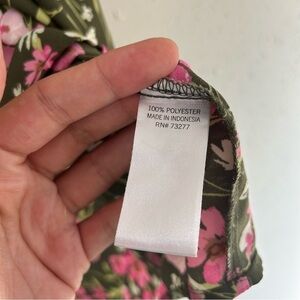 100% POLYESTER
MADE IN INDONESIA
RN# 73277